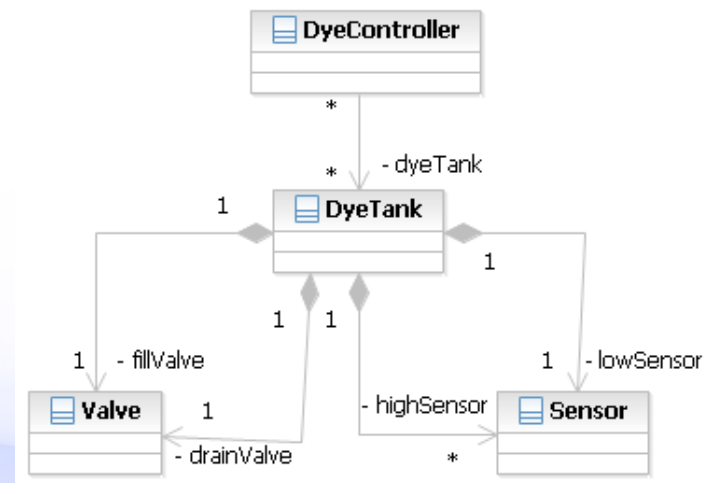 DyeController
*
* - dyeTank
1 DyeTank
1
1 1
1 - fillValve 1 - lowSensor
Valve 1 - highSensor Sensor
- drainValve *